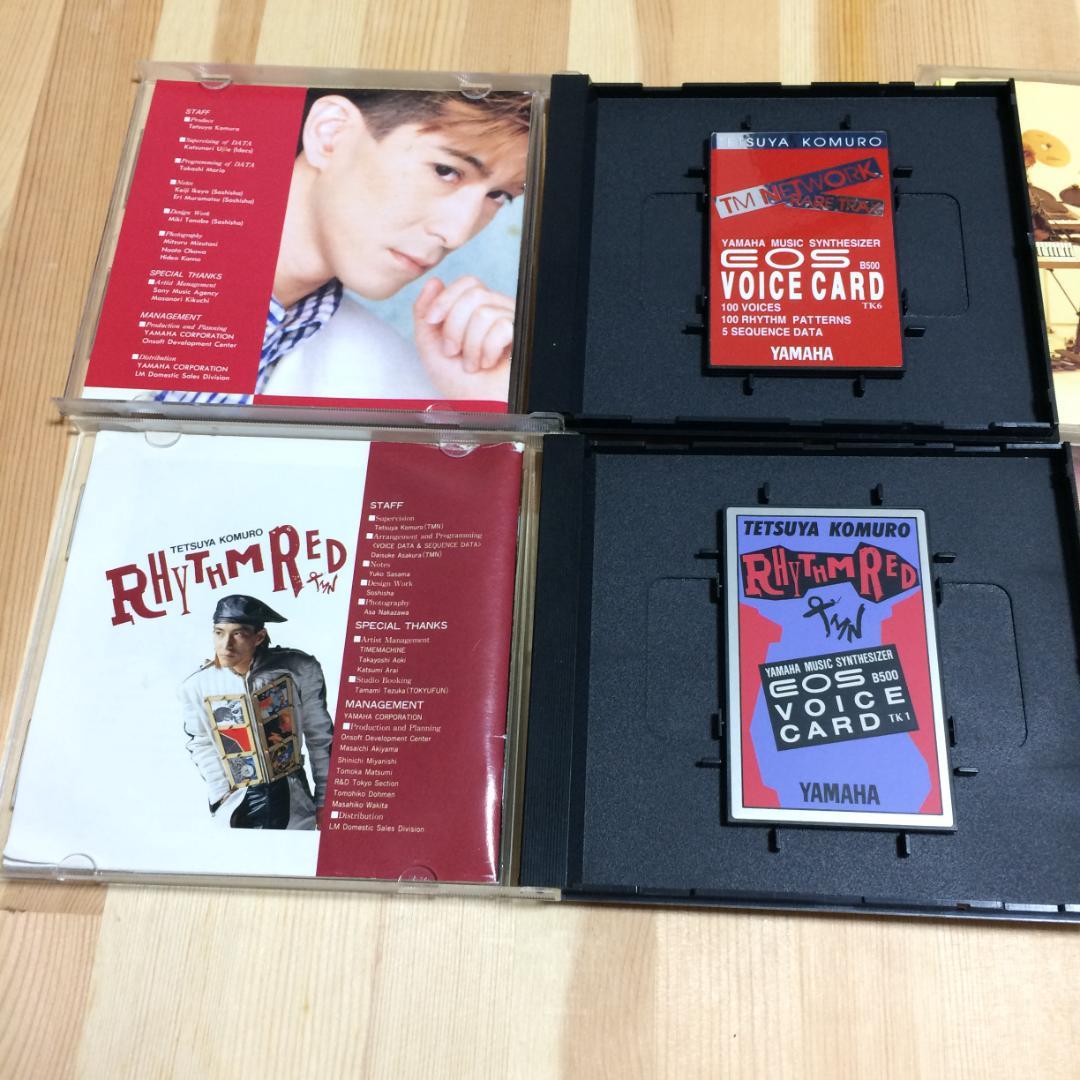 STAFF
■Produce
Tetsuya Komuro
■Supervising of DATA
Katsunori Ujiie (Idecs)
■Programming of DATA
Takashi Morio
■Notes
Keiji Ikeya (Soshisha)
Eri Muramatsu (Soshisha)
■Design Work
Miki Tanabe (Soshisha)
■Photography
Mitsuru Mizutani
Naoto Okawa
Hideo Kanno
SPECIAL THANKS
■Artist Management
Sony Music Agency
Masanori Kikuchi
MANAGEMENT
■Production and Planning
YAMAHA CORPORATION
Onsoft Development Center
■Distribution
YAMAHA CORPORATION
LM Domestic Sales Division
TETSUYA KOMURO
TM NETWORK
RARE TRAX
YAMAHA MUSIC SYNTHESIZER
EOS B500
VOICE CARD
TK6
100 VOICES
100 RHYTHM PATTERNS
5 SEQUENCE DATA
YAMAHA
TETSUYA KOMURO
RHYTHM RED
TMN
STAFF
■Supervision
Tetsuya Komuro(TMN)
■Arrangement and Programming
<VOICE DATA & SEQUENCE DATA>
Daisuke Asakura(TMN)
■Notes
Yuko Sasama
■Design Work
Soshisha
■Photography
Asa Nakazawa
SPECIAL THANKS
■Artist Management
TIMEMACHINE
Takayoshi Aoki
Katsumi Arai
■Studio Booking
Tamami Tezuka(TOKYUFUN)
MANAGEMENT
YAMAHA CORPORATION
■Production and Planning
Onsoft Development Center
Masaichi Akiyama
Shinichi Miyanishi
Tomoka Matsumi
R&D Tokyo Section
Tomohiko Dohmen
Masahiko Wakita
■Distribution
LM Domestic Sales Division
TETSUYA KOMURO
RHYTHM RED
TMN
YAMAHA MUSIC SYNTHESIZER
EOS B500
VOICE
CARD TK1
YAMAHA